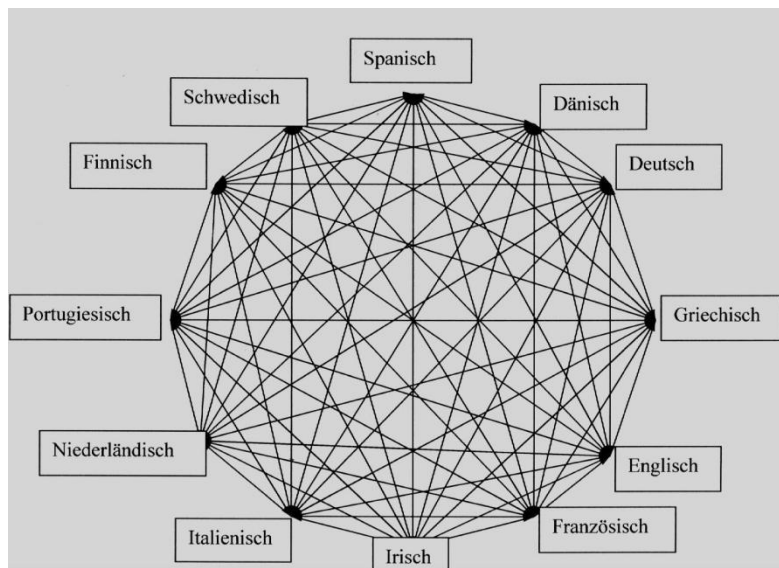 Spanisch
Schwedisch
Dänisch
Finnisch
Deutsch
Portugiesisch
Griechisch
Niederländisch
Englisch
Italienisch
Französisch
Irisch